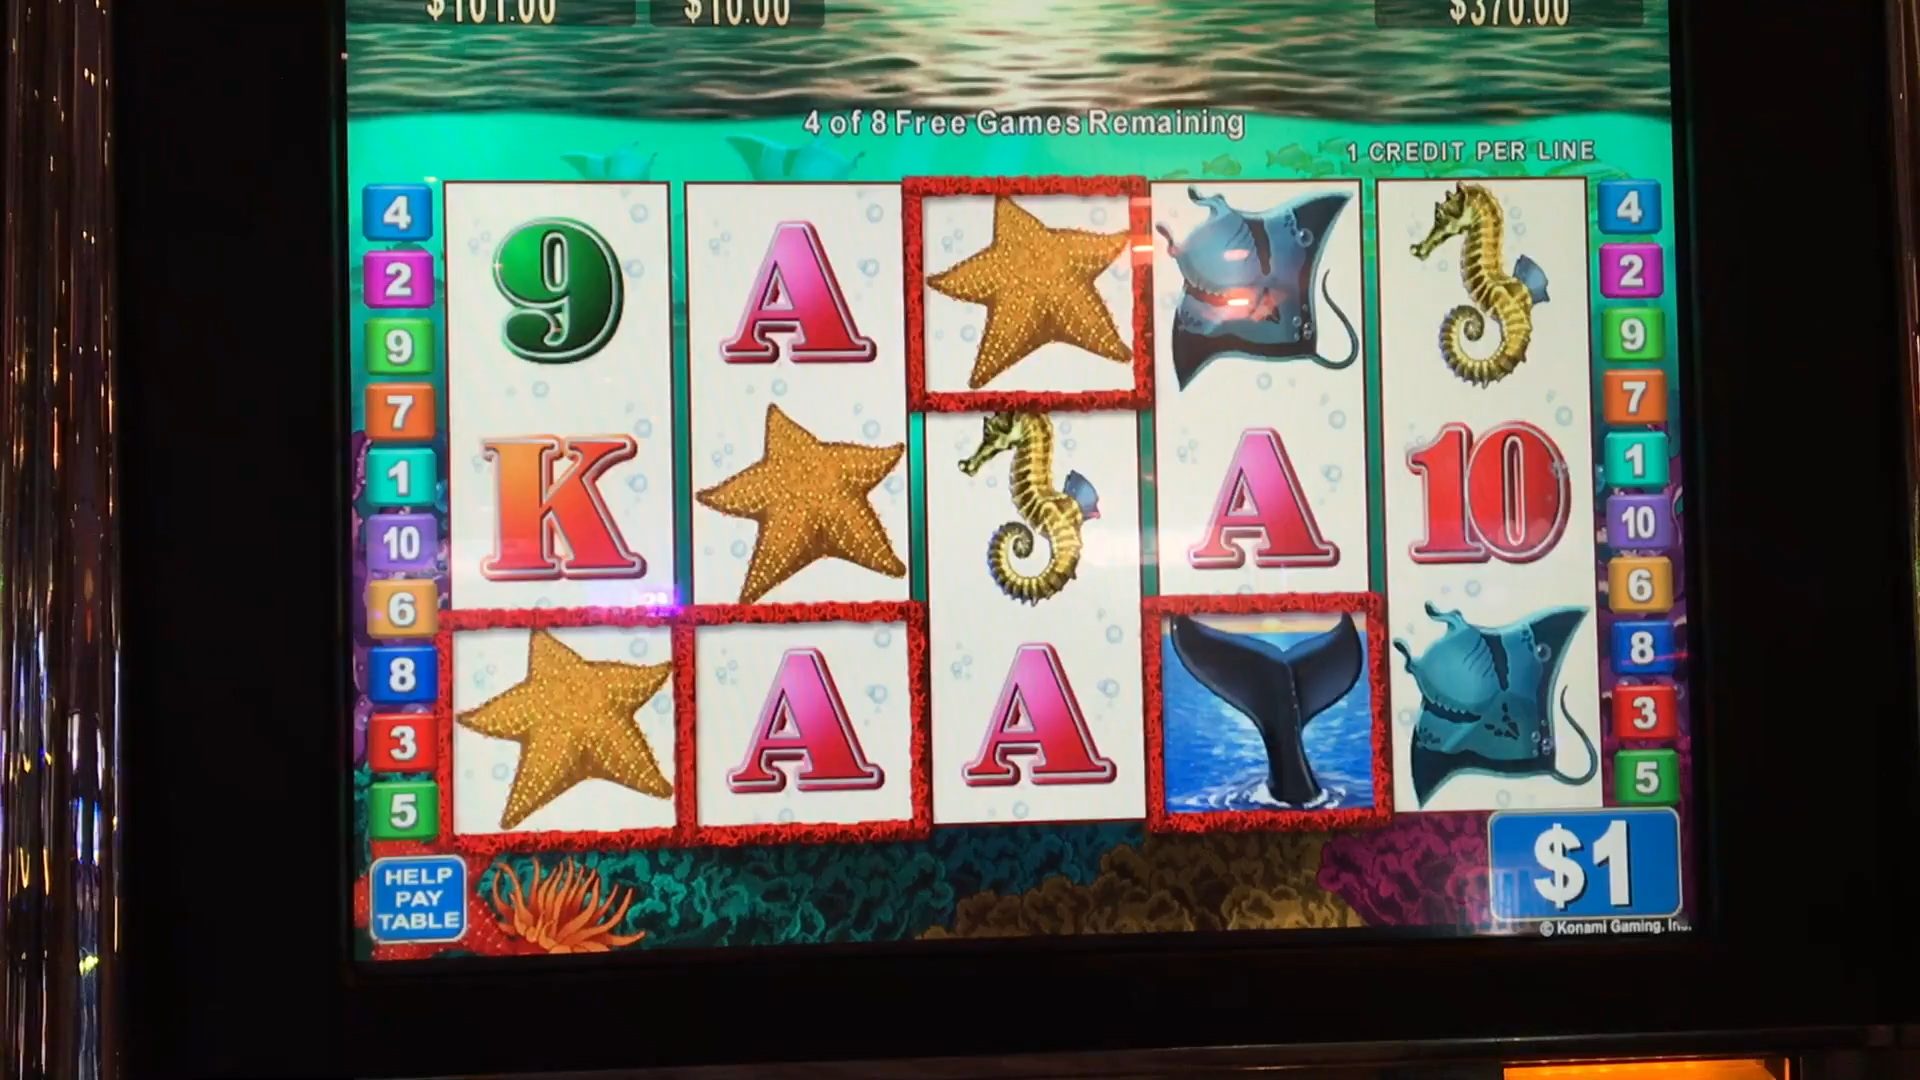 $101.00 $10.00 $370.00
4 of 8 Free Games Remaining
1 CREDIT PER LINE
4 9 A 4
2 2
9 9
7 7
1 K A 10 1
10 10
6 6
8 A A 8
3 3
5 5
HELP
PAY
TABLE
$1
© Konami Gaming, Inc.